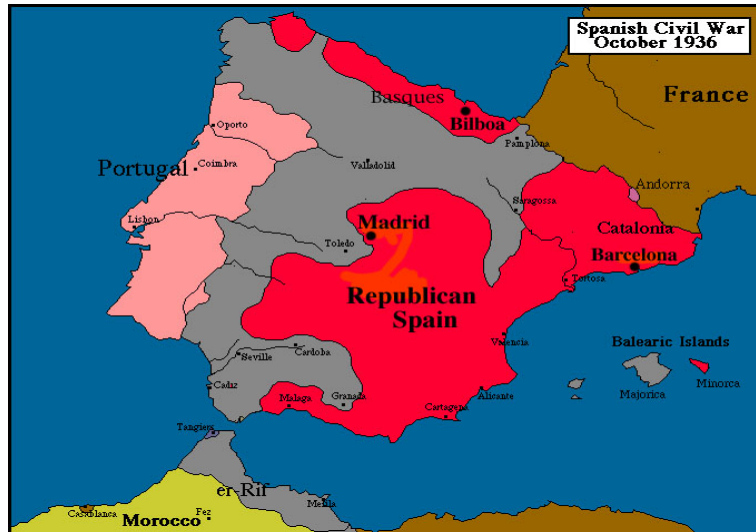 Spanish Civil War
October 1936
France
Basques
Bilboa
Pamplona
Oporto
Portugal
Coimbra
Valladolid
Andorra
Saragossa
Lisbon
Madrid
Catalonia
Toledo
Barcelona
Tortosa
Republican
Spain
Valencia
Balearic Islands
Seville
Cordoba
Cadiz
Malaga
Granada
Alicante
Cartagena
Majorica
Minorca
Tangiers
er-Rif
Melilla
Casablanca
Fez
Morocco